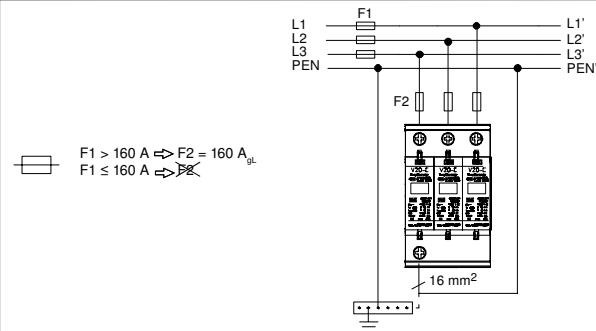 F1
L1
L1'
L2
L2'
L3
L3'
PEN
PEN'
F2
F1 > 160 A ⇨ F2 = 160 AgL
F1 ≤ 160 A ⇨ F2
V20-C
V20-C
V20-C
16 mm²